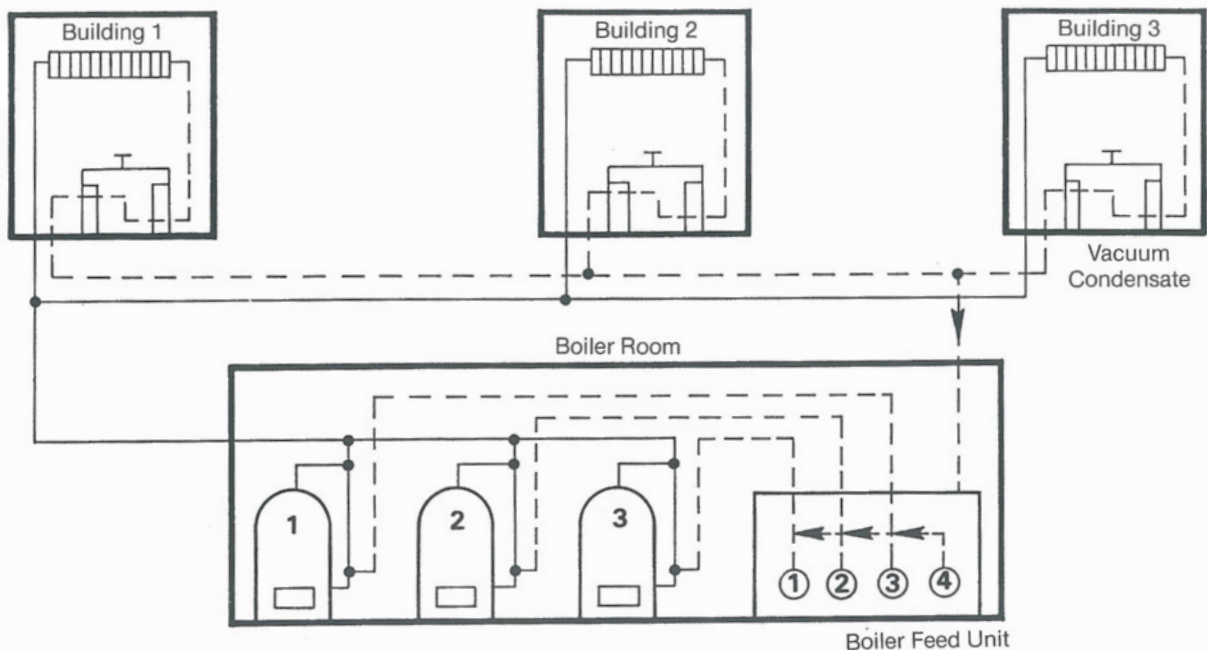 Building 1
Building 2
Building 3
Vacuum
Condensate
Boiler Room
1
2
3
1
2
3
4
Boiler Feed Unit